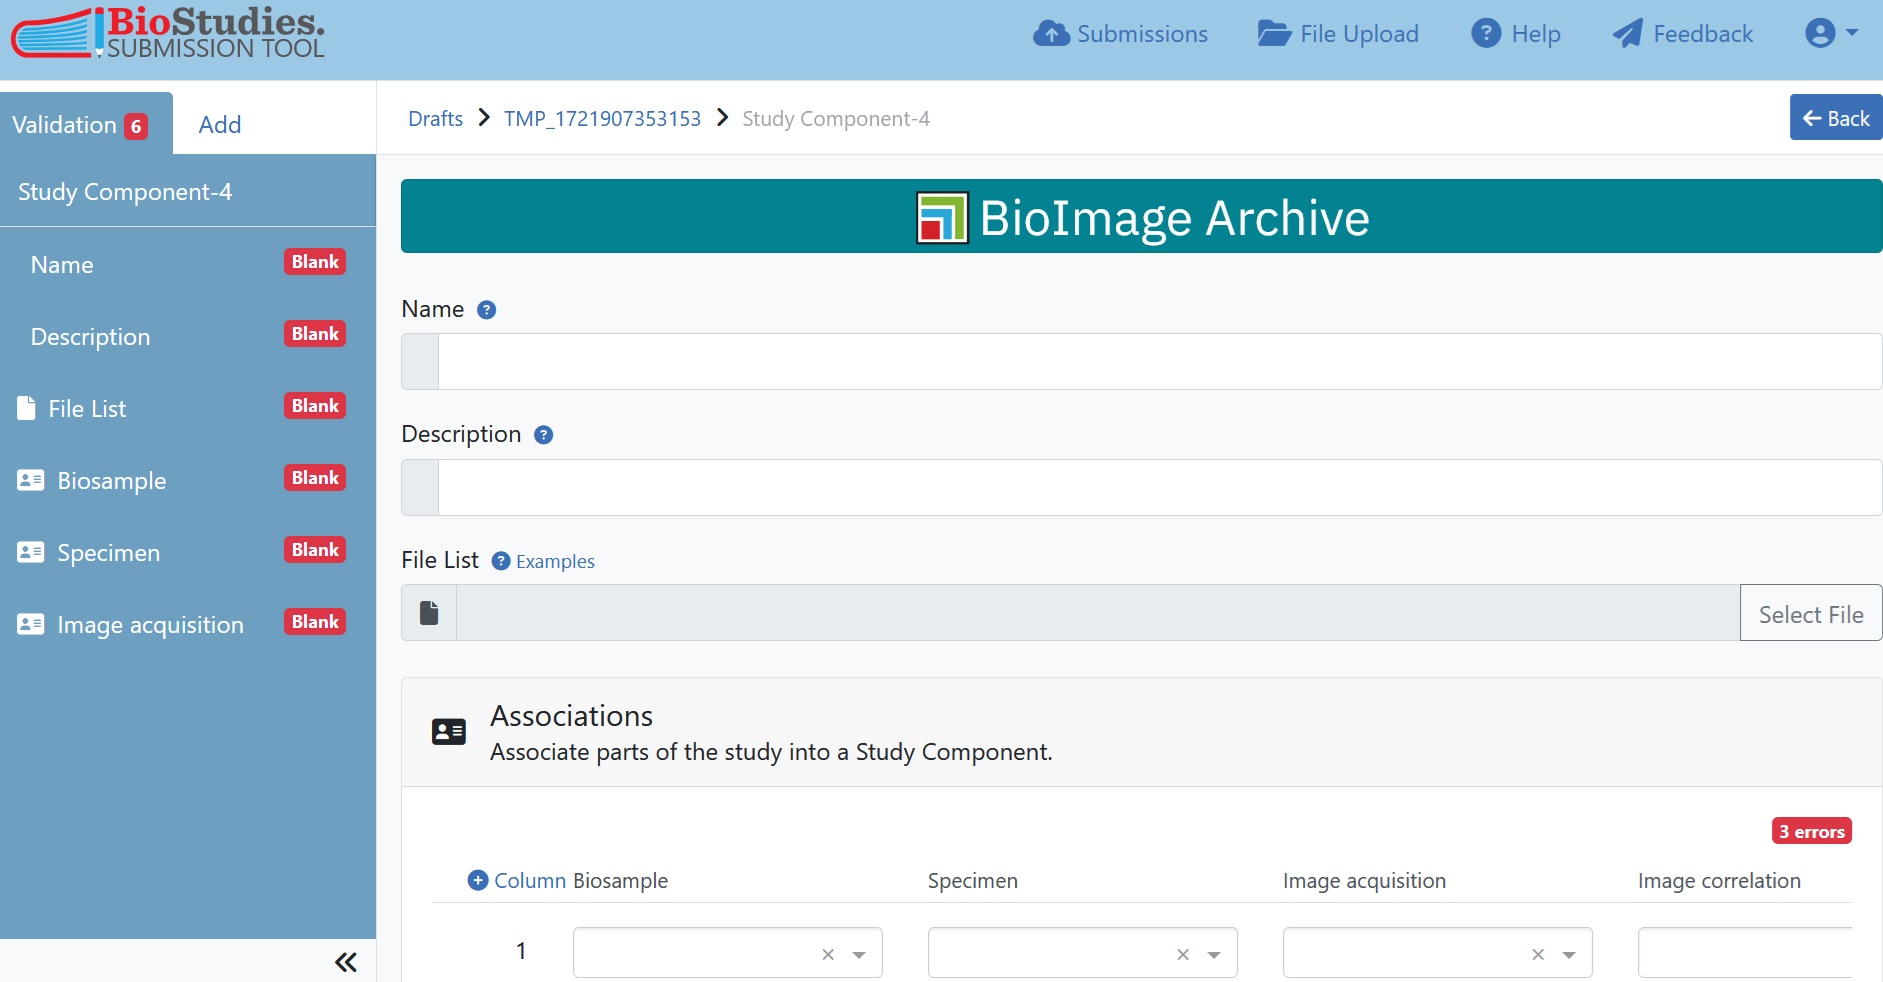 BioStudies.
SUBMISSION TOOL
Submissions
File Upload
Help
Feedback
Validation 6
Add
Drafts TMP_1721907353153 Study Component-4
Back
Study Component-4
Name Blank
Description Blank
File List Blank
Biosample Blank
Specimen Blank
Image acquisition Blank
BioImage Archive
Name ?
Description ?
File List ? Examples
Select File
Associations
Associate parts of the study into a Study Component.
3 errors
Column Biosample Specimen Image acquisition Image correlation
1